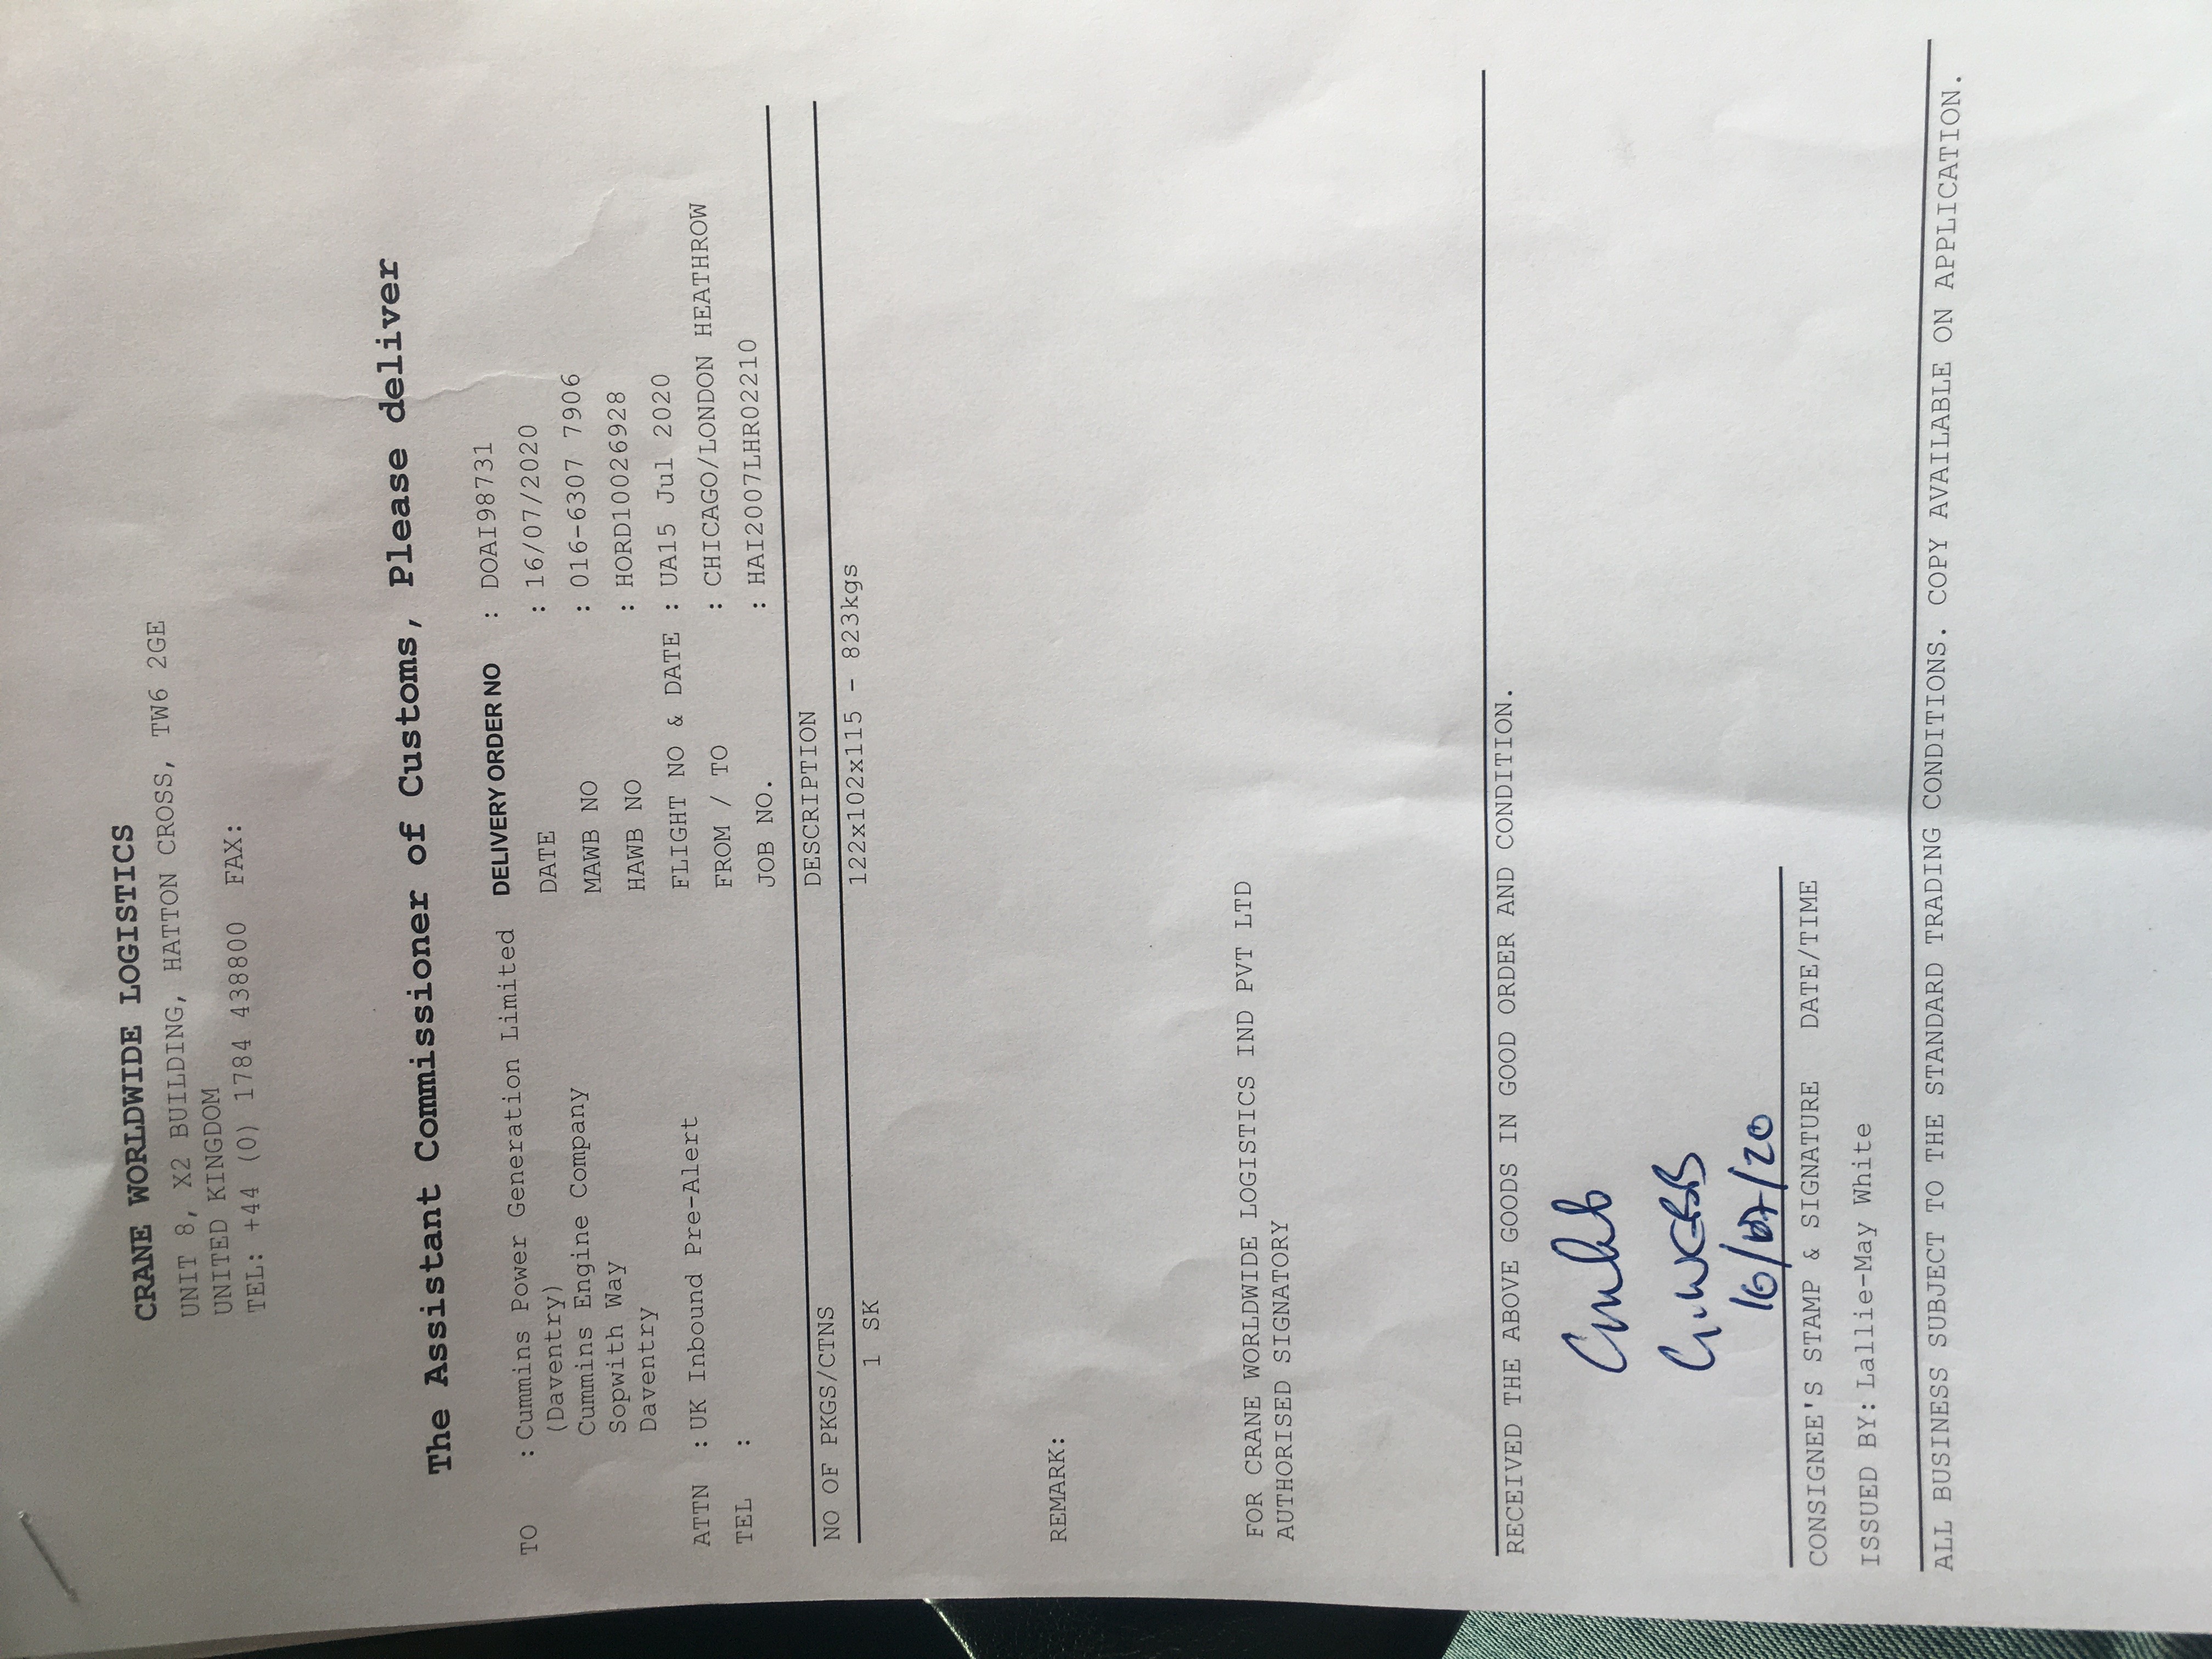 CRANE WORLDWIDE LOGISTICS
UNIT 8, X2 BUILDING, HATTON CROSS, TW6 2GE
UNITED KINGDOM
TEL: +44 (0) 1784 438800 FAX:
The Assistant Commissioner of Customs, Please deliver
TO : Cummins Power Generation Limited
(Daventry)
Cummins Engine Company
Sopwith Way
Daventry
ATTN : UK Inbound Pre-Alert
TEL :
DELIVERY ORDER NO : DOAI98731
DATE : 16/07/2020
MAWB NO : 016-6307 7906
HAWB NO : HORD10026928
FLIGHT NO & DATE : UA15 Jul 2020
FROM / TO : CHICAGO/LONDON HEATHROW
JOB NO. : HAI2007LHR02210
NO OF PKGS/CTNS DESCRIPTION
1 SK 122x102x115 - 823kgs
REMARK:
FOR CRANE WORLDWIDE LOGISTICS IND PVT LTD
AUTHORISED SIGNATORY
RECEIVED THE ABOVE GOODS IN GOOD ORDER AND CONDITION.
G.WEBB
16/07/20
CONSIGNEE'S STAMP & SIGNATURE DATE/TIME
ISSUED BY: Lallie-May White
ALL BUSINESS SUBJECT TO THE STANDARD TRADING CONDITIONS. COPY AVAILABLE ON APPLICATION.